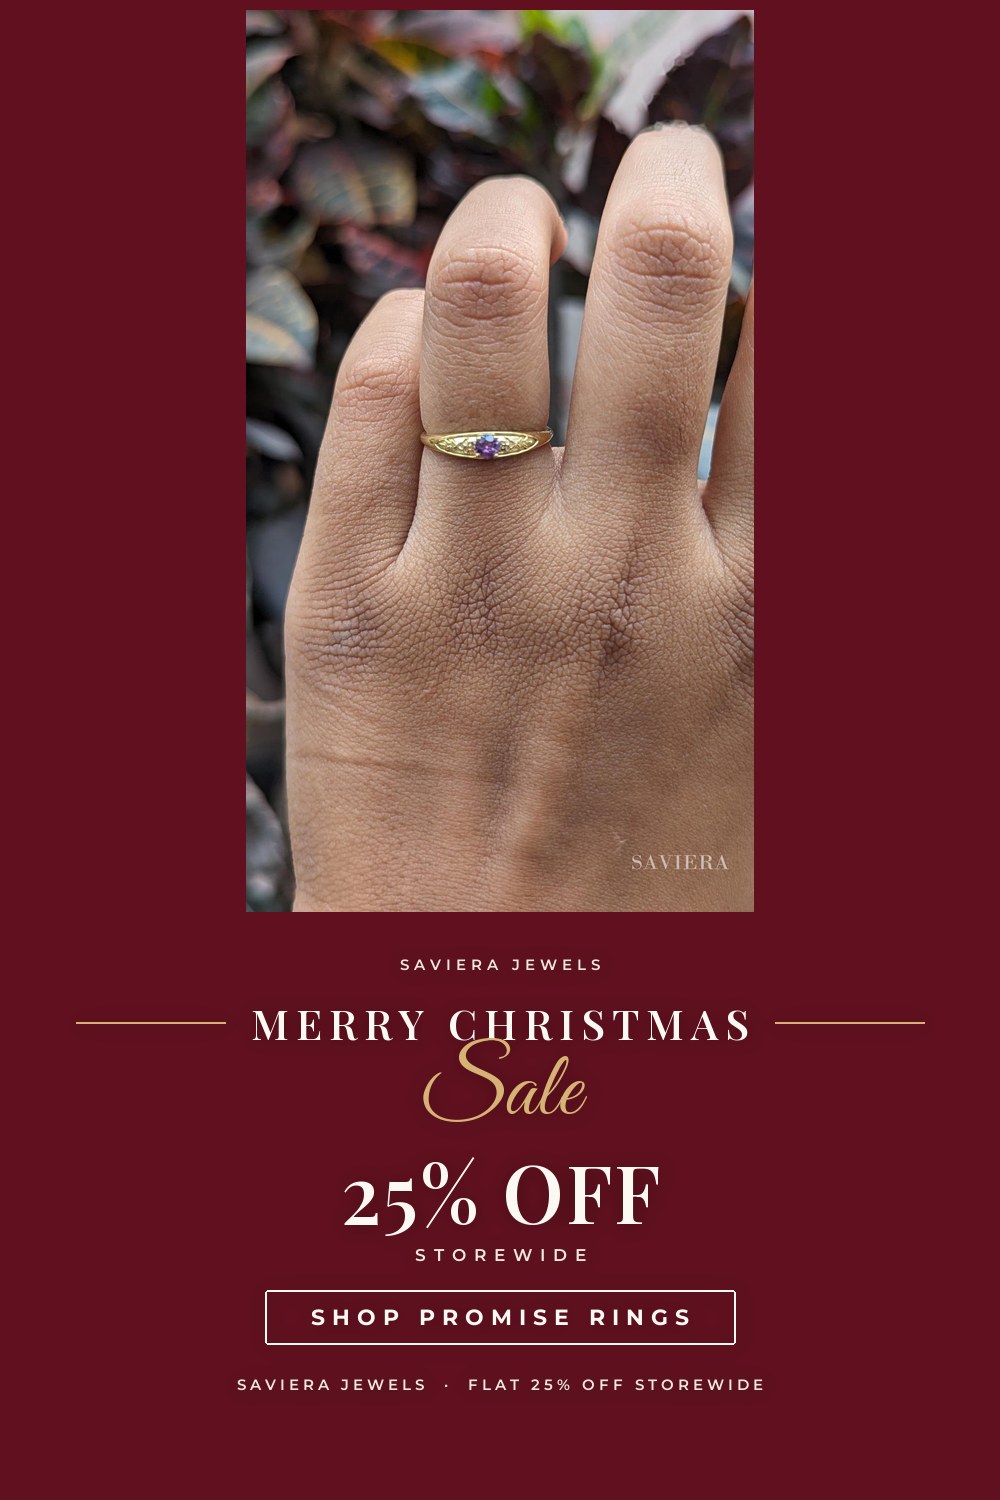 SAVIERA
SAVIERA JEWELS
MERRY CHRISTMAS
Sale
25% OFF
STOREWIDE
SHOP PROMISE RINGS
SAVIERA JEWELS · FLAT 25% OFF STOREWIDE